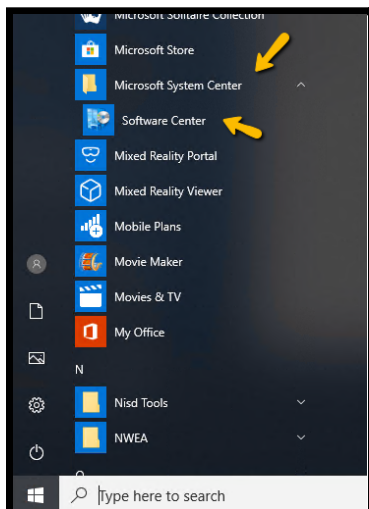 Microsoft Solitaire Collection
Microsoft Store
Microsoft System Center
Software Center
Mixed Reality Portal
Mixed Reality Viewer
Mobile Plans
Movie Maker
Movies & TV
My Office
N
Nisd Tools
NWEA
Type here to search